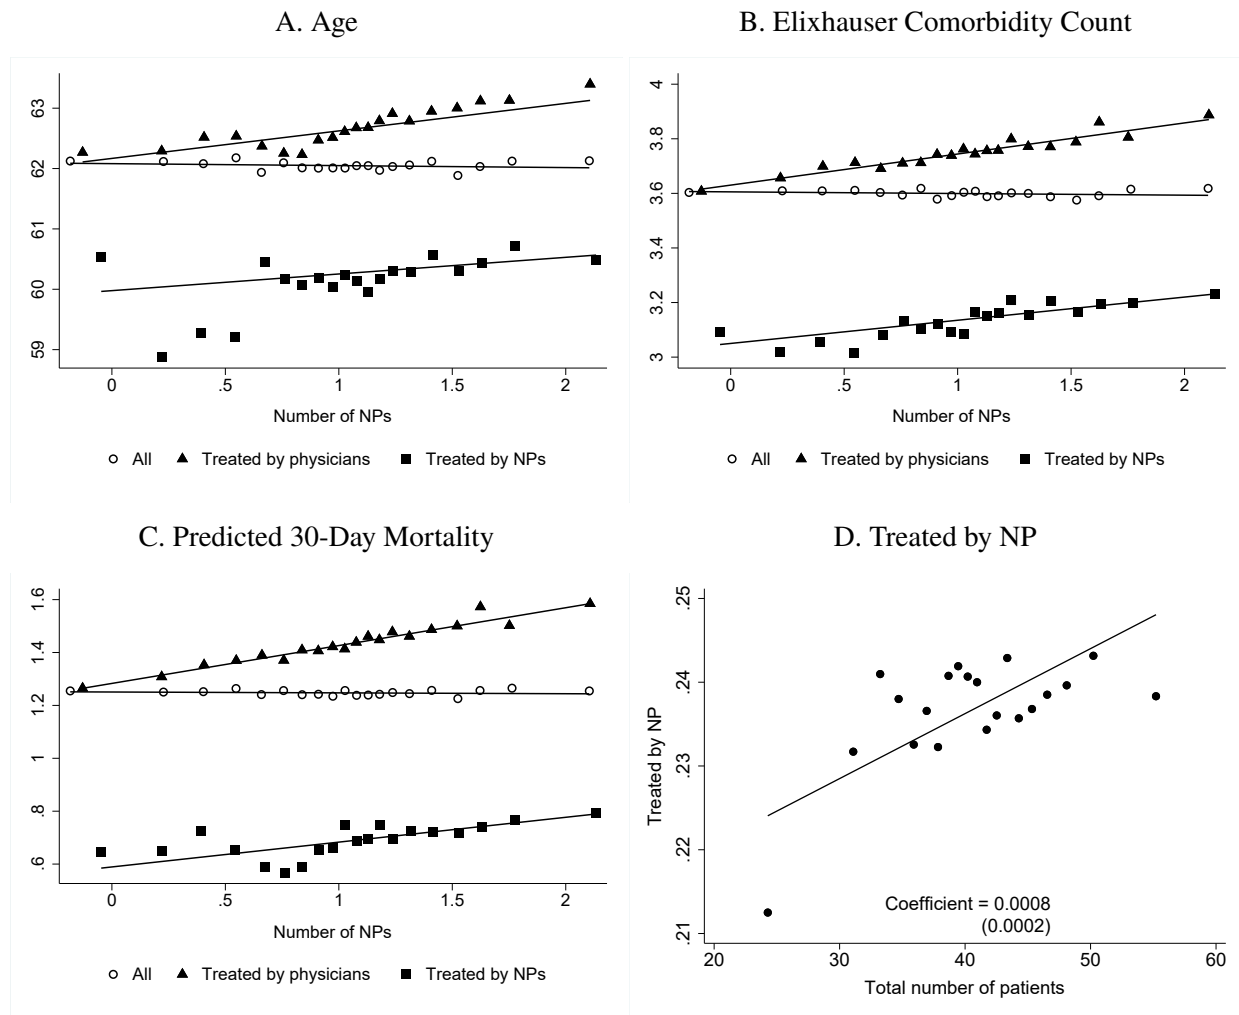 A. Age
63
62
61
60
59
0 .5 1 1.5 2
Number of NPs
All Treated by physicians Treated by NPs
B. Elixhauser Comorbidity Count
4
3.8
3.6
3.4
3.2
3
0 .5 1 1.5 2
Number of NPs
All Treated by physicians Treated by NPs
C. Predicted 30-Day Mortality
1.6
1.4
1.2
1
.8
.6
0 .5 1 1.5 2
Number of NPs
All Treated by physicians Treated by NPs
D. Treated by NP
Treated by NP
.25
.24
.23
.22
.21
Coefficient = 0.0008
(0.0002)
20 30 40 50 60
Total number of patients